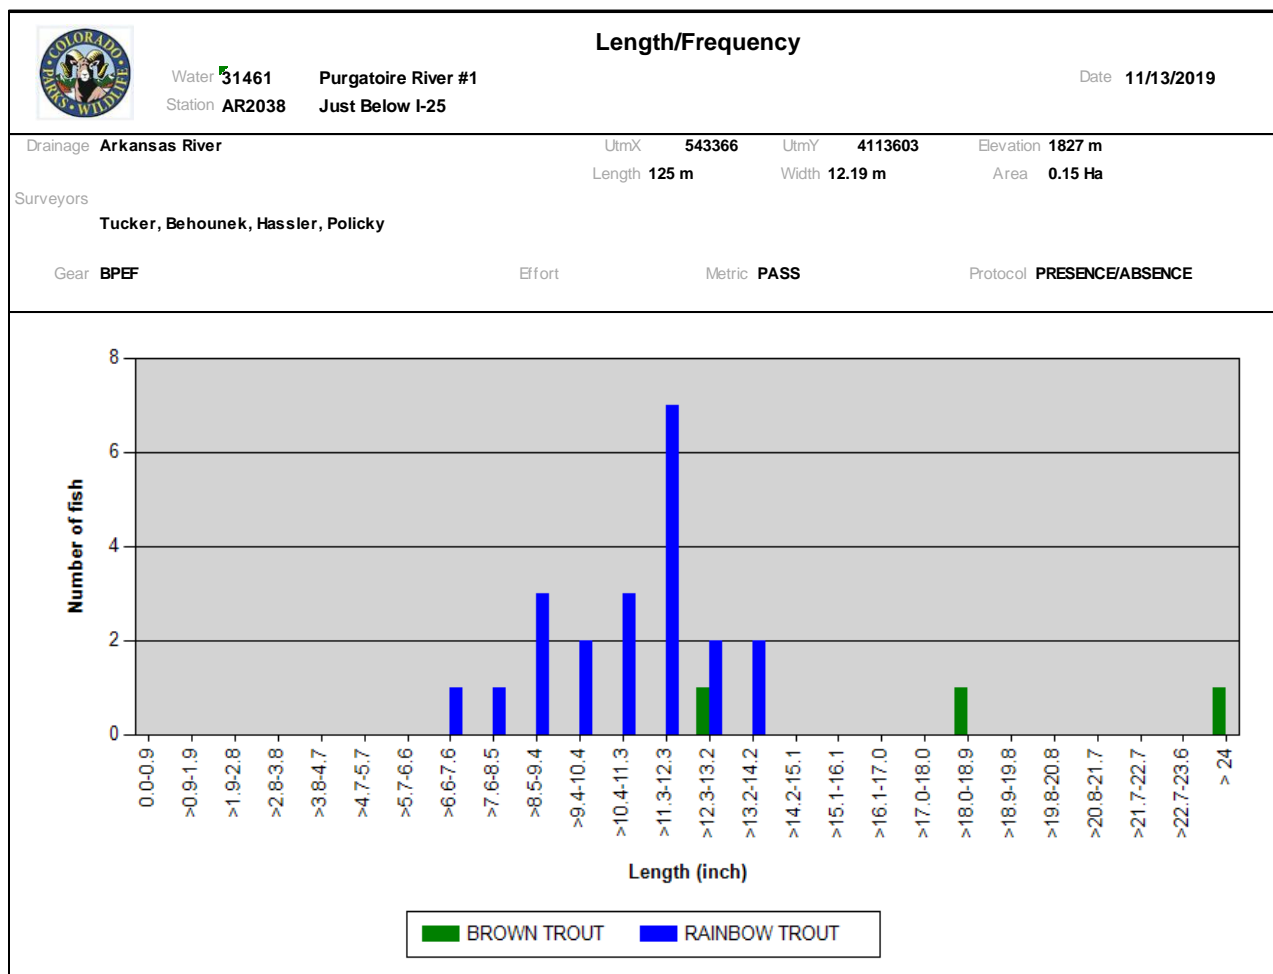 Length/Frequency
COLORADO
PARKS • WILDLIFE
Water 31461 Purgatoire River #1 Date 11/13/2019
Station AR2038 Just Below I-25
Drainage Arkansas River UtmX 543366 UtmY 4113603 Elevation 1827 m
Length 125 m Width 12.19 m Area 0.15 Ha
Surveyors
Tucker, Behounek, Hassler, Policky
Gear BPEF Effort Metric PASS Protocol PRESENCE/ABSENCE
8
6
4
2
0
Number of fish
0.0-0.9
>0.9-1.9
>1.9-2.8
>2.8-3.8
>3.8-4.7
>4.7-5.7
>5.7-6.6
>6.6-7.6
>7.6-8.5
>8.5-9.4
>9.4-10.4
>10.4-11.3
>11.3-12.3
>12.3-13.2
>13.2-14.2
>14.2-15.1
>15.1-16.1
>16.1-17.0
>17.0-18.0
>18.0-18.9
>18.9-19.8
>19.8-20.8
>20.8-21.7
>21.7-22.7
>22.7-23.6
> 24
Length (inch)
BROWN TROUT RAINBOW TROUT